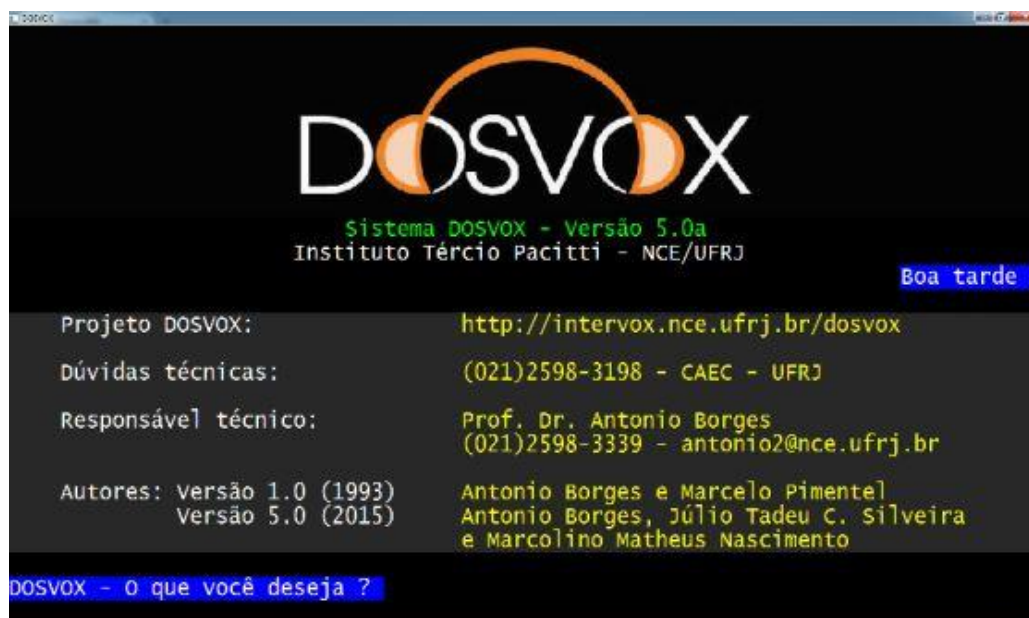 DOSVOX
DOSVOX
Sistema DOSVOX - Versão 5.0a
Instituto Tércio Pacitti - NCE/UFRJ
Boa tarde
Projeto DOSVOX: http://intervox.nce.ufrj.br/dosvox
Dúvidas técnicas: (021)2598-3198 - CAEC - UFRJ
Responsável técnico: Prof. Dr. Antonio Borges
(021)2598-3339 - antonio2@nce.ufrj.br
Autores: Versão 1.0 (1993) Antonio Borges e Marcelo Pimentel
Versão 5.0 (2015) Antonio Borges, Júlio Tadeu C. Silveira
e Marcolino Matheus Nascimento
DOSVOX - O que você deseja ?